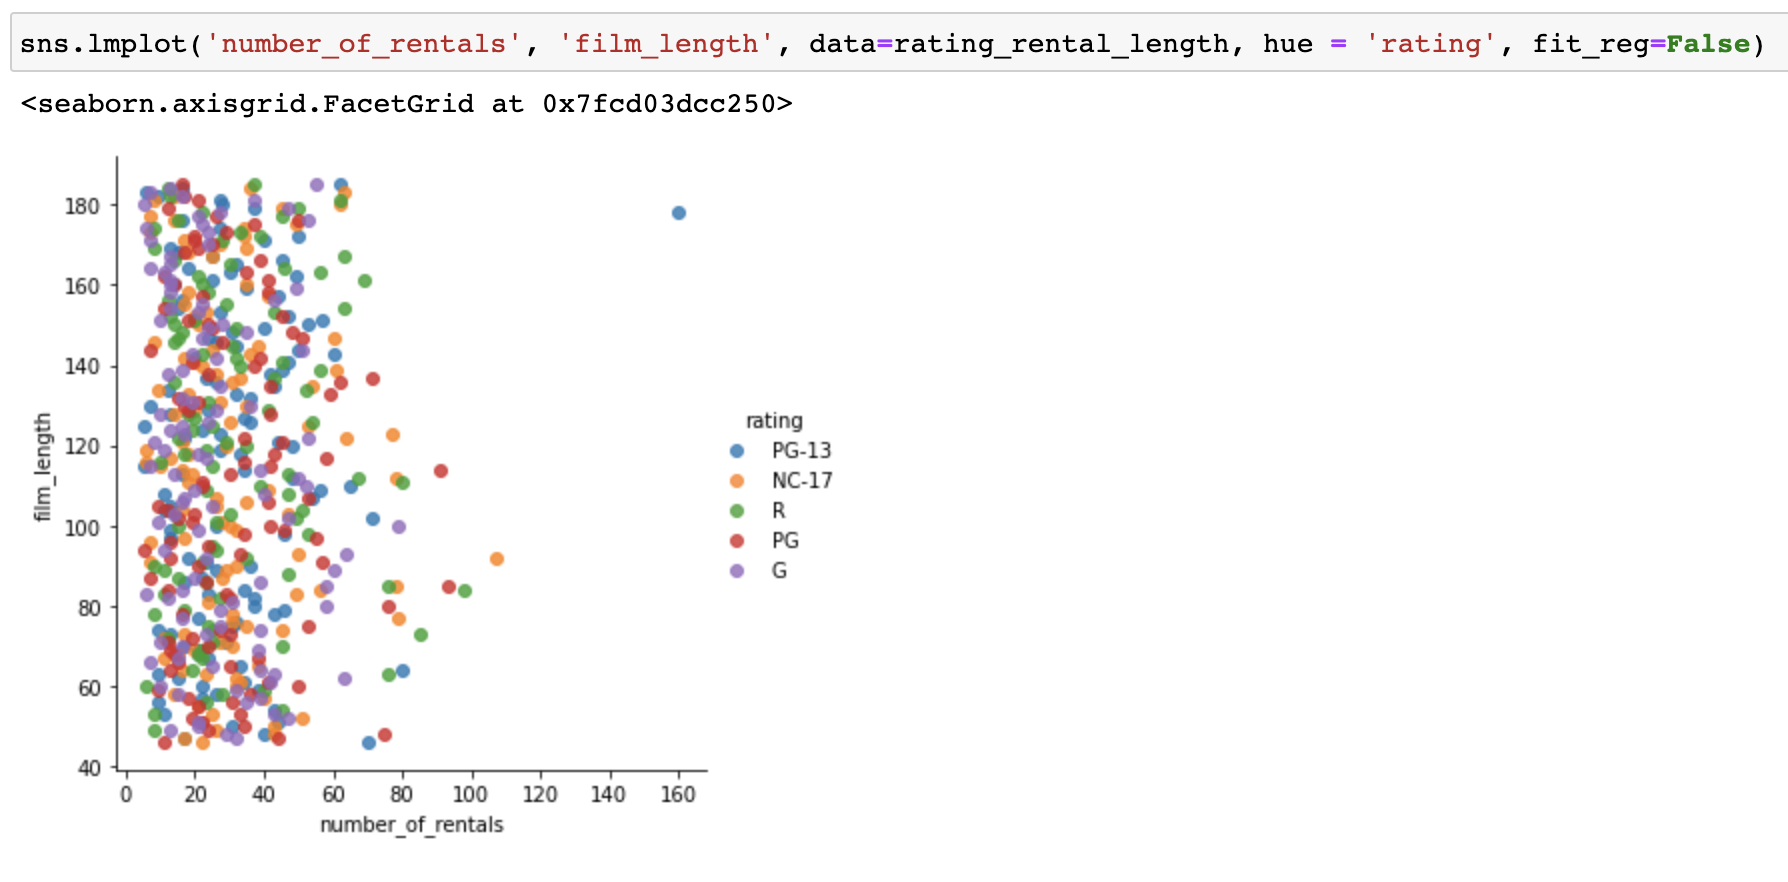 sns.lmplot('number_of_rentals', 'film_length', data=rating_rental_length, hue = 'rating', fit_reg=False)
<seaborn.axisgrid.FacetGrid at 0x7fcd03dcc250>
180
160
140
120
100
80
60
40
film_length
0 20 40 60 80 100 120 140 160
number_of_rentals
rating
PG-13
NC-17
R
PG
G